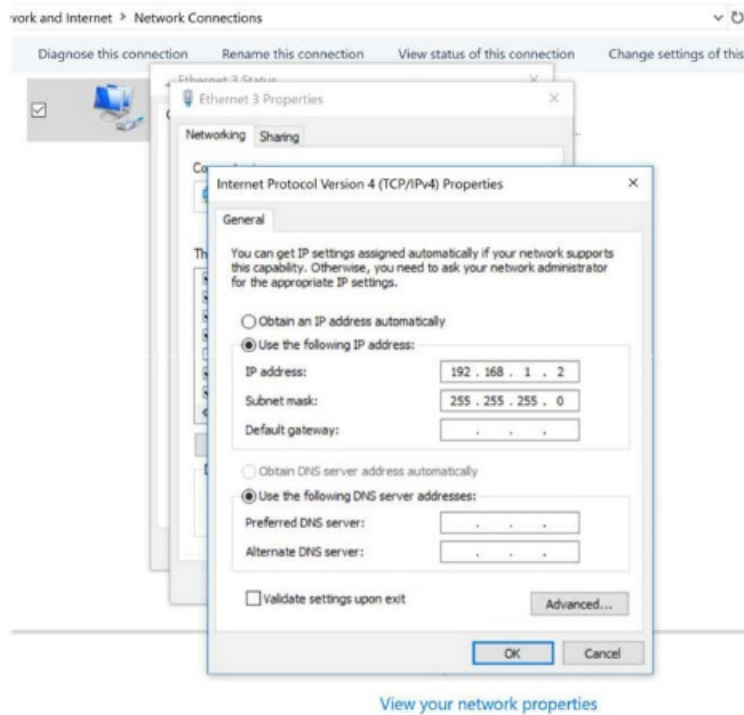 Network Connections
Diagnose this connection Rename this connection View status of this connection Change settings of this
Ethernet 3 Status
Ethernet 3 Properties
Networking Sharing
Internet Protocol Version 4 (TCP/IPv4) Properties
General
You can get IP settings assigned automatically if your network supports
this capability. Otherwise, you need to ask your network administrator
for the appropriate IP settings.
Obtain an IP address automatically
Use the following IP address:
IP address: 192 . 168 . 1 . 2
Subnet mask: 255 . 255 . 255 . 0
Default gateway: . . .
Obtain DNS server address automatically
Use the following DNS server addresses:
Preferred DNS server: . . .
Alternate DNS server: . . .
Validate settings upon exit
Advanced...
OK Cancel
View your network properties